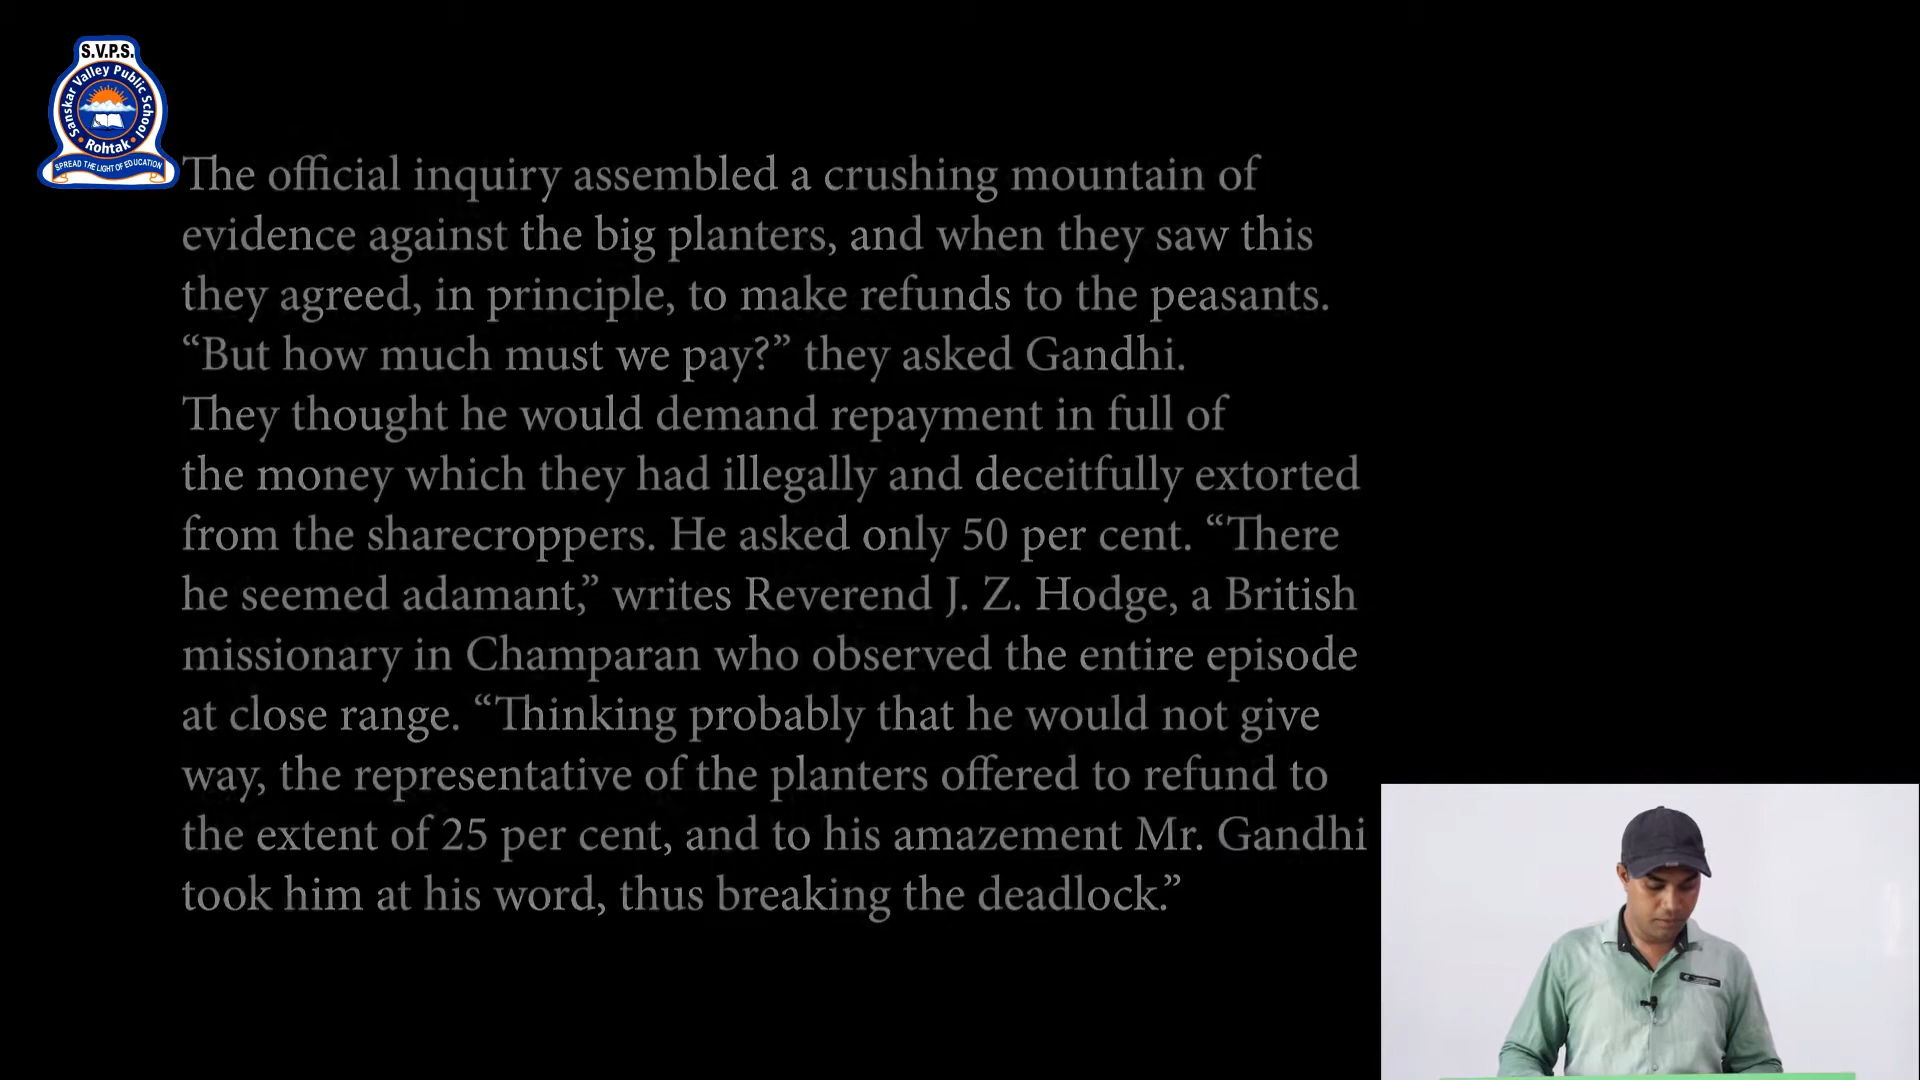 S.V.P.S.
Sanskar Valley Public School
Rohtak
SPREAD THE LIGHT OF EDUCATION
The official inquiry assembled a crushing mountain of
evidence against the big planters, and when they saw this
they agreed, in principle, to make refunds to the peasants.
“But how much must we pay?” they asked Gandhi.
They thought he would demand repayment in full of
the money which they had illegally and deceitfully extorted
from the sharecroppers. He asked only 50 per cent. “There
he seemed adamant,” writes Reverend J. Z. Hodge, a British
missionary in Champaran who observed the entire episode
at close range. “Thinking probably that he would not give
way, the representative of the planters offered to refund to
the extent of 25 per cent, and to his amazement Mr. Gandhi
took him at his word, thus breaking the deadlock.”